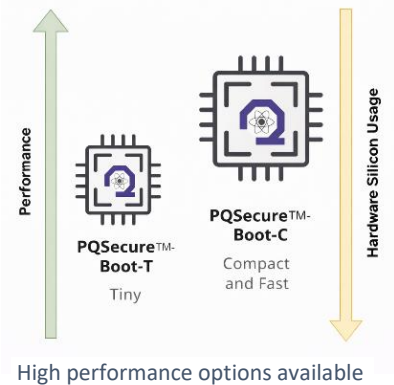 Performance
PQSecure™-
Boot-T
Tiny
PQSecure™-
Boot-C
Compact
and Fast
Hardware Silicon Usage
High performance options available